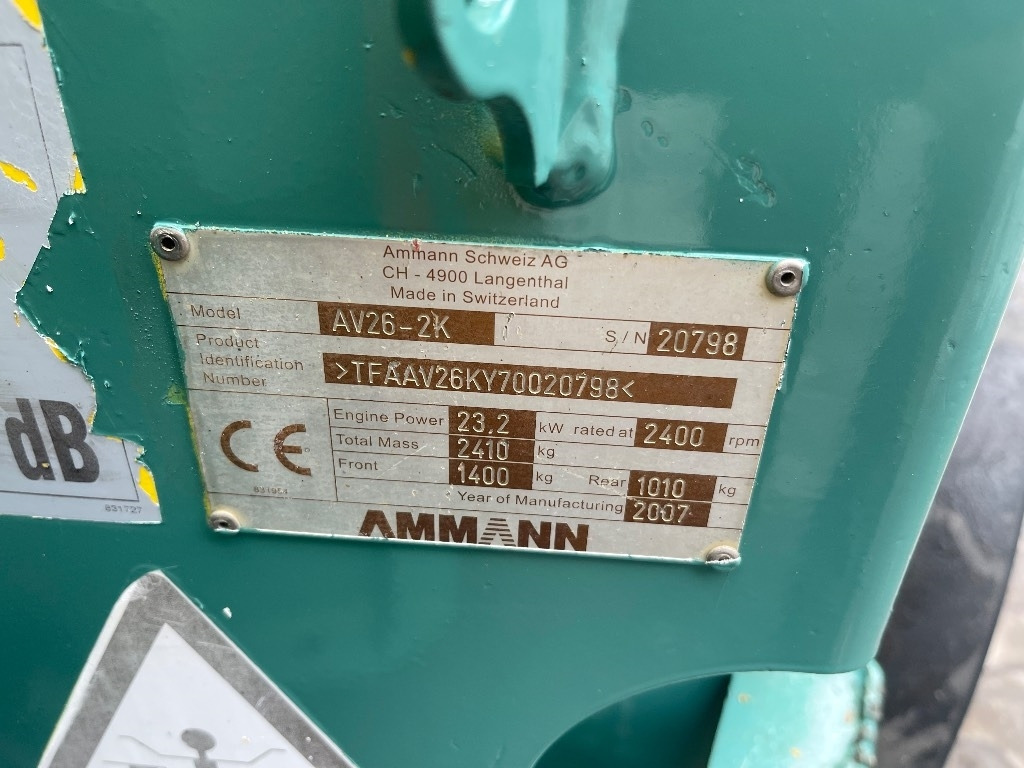 Ammann Schweiz AG
CH - 4900 Langenthal
Made in Switzerland
Model AV26-2K S/N 20798
Product
Identification
Number >TFAAV26KY70020798<
Engine Power 23,2 kW rated at 2400 rpm
Total Mass 2410 kg
Front 1400 Rear 1010 kg
Year of Manufacturing 2007
CE
AMMANN
dB
831727